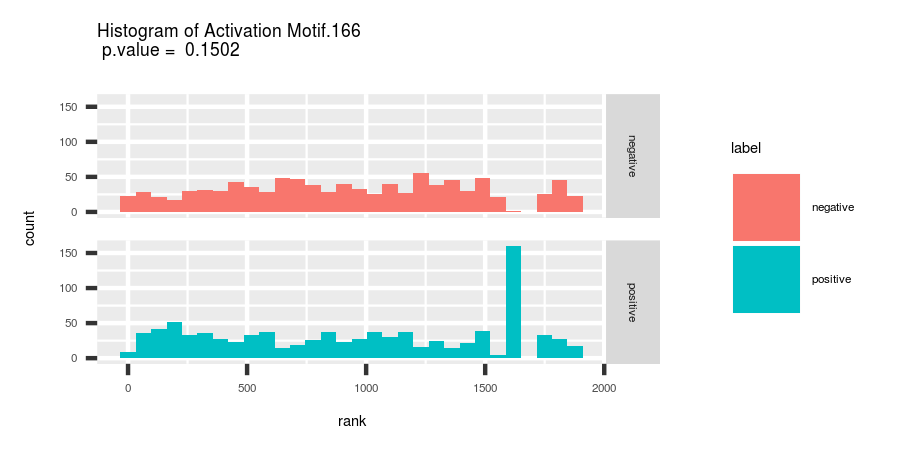 Histogram of Activation Motif.166
p.value =  0.1502
count
150
100
50
0
negative
150
100
50
0
positive
0 500 1000 1500 2000
rank
label
negative
positive